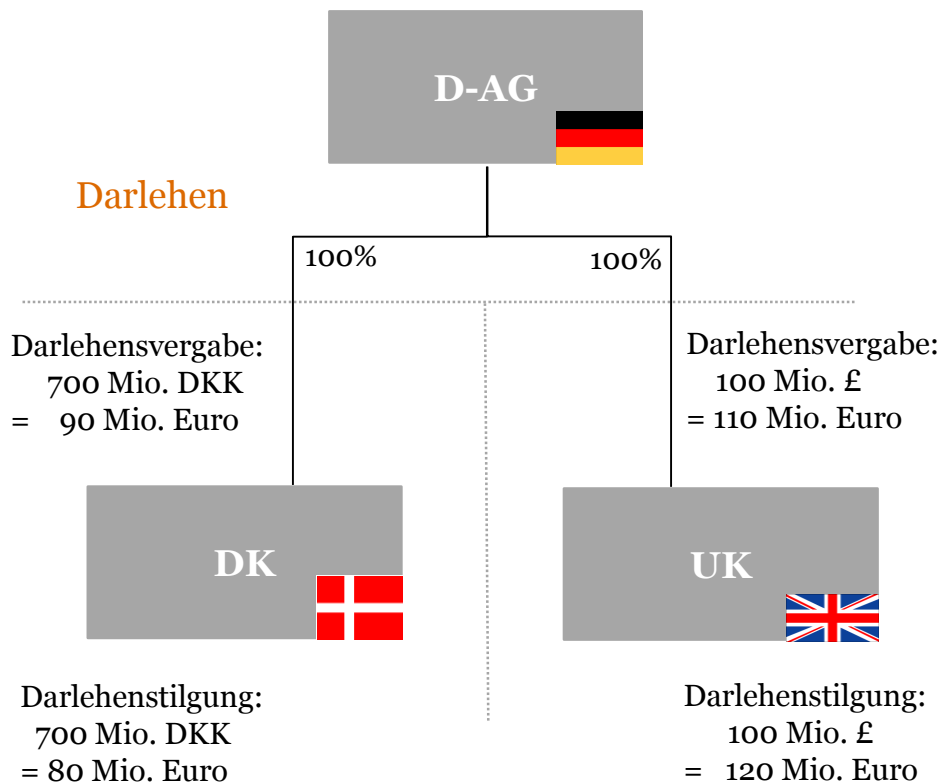 D-AG
Darlehen
100%
100%
Darlehensvergabe:
700 Mio. DKK
= 90 Mio. Euro
Darlehensvergabe:
100 Mio. £
= 110 Mio. Euro
DK
UK
Darlehenstilgung:
700 Mio. DKK
= 80 Mio. Euro
Darlehenstilgung:
100 Mio. £
= 120 Mio. Euro